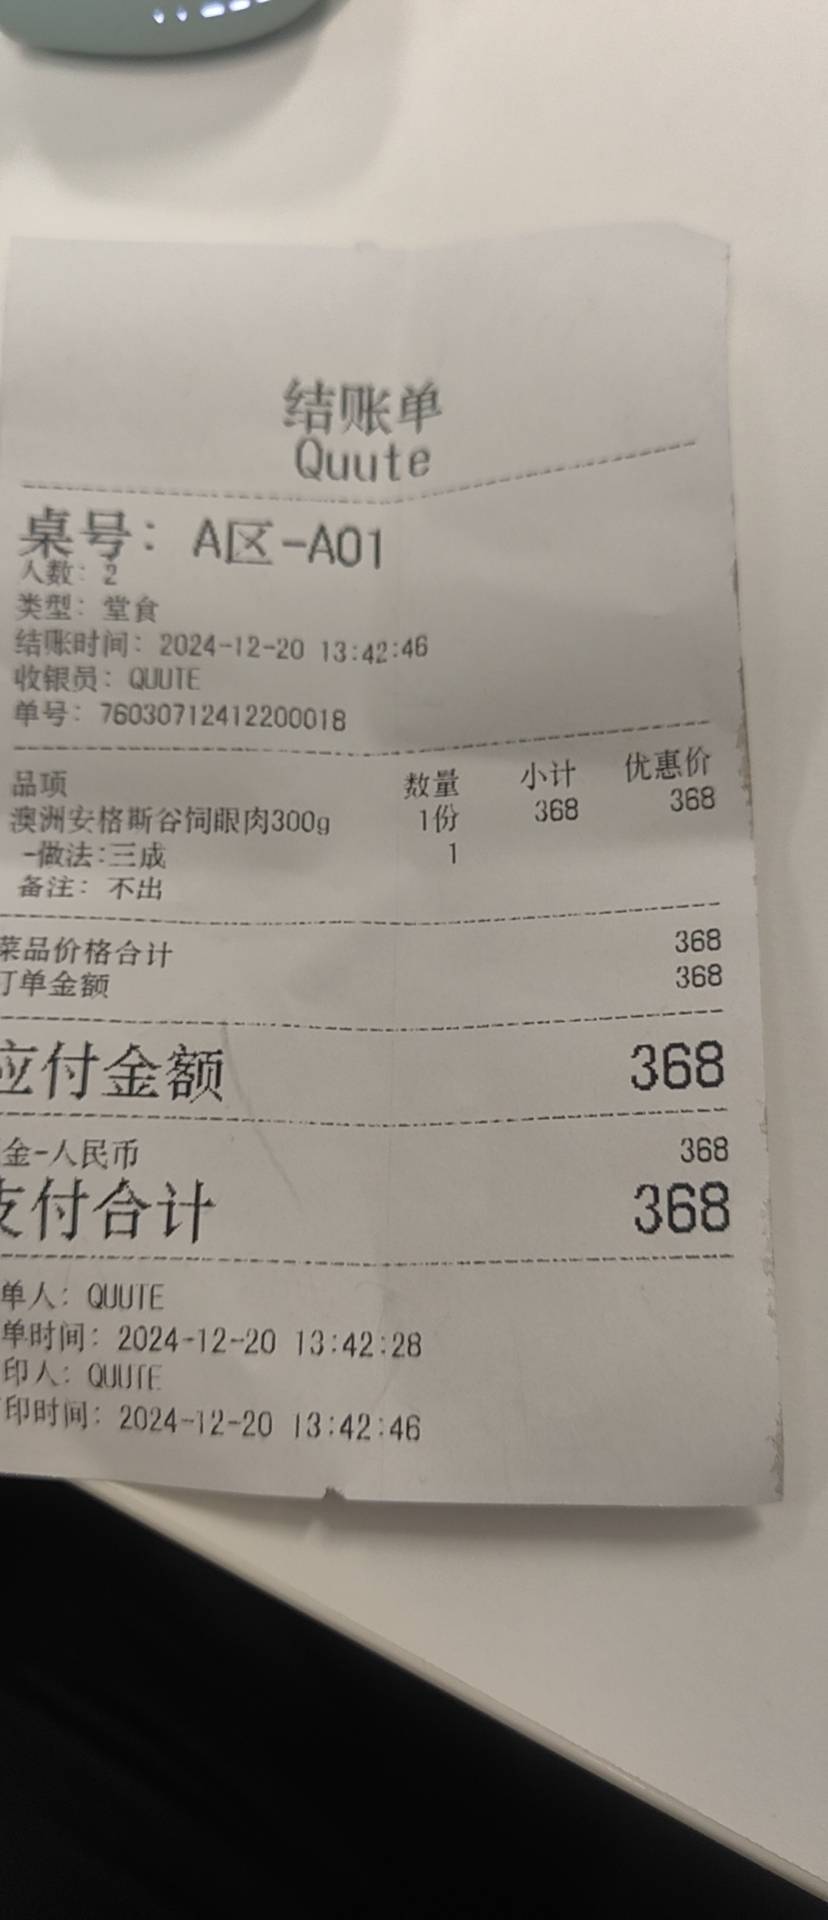 结账单
Quute
桌号: A区-A01
人数: 2
类型: 堂食
结账时间: 2024-12-20 13:42:46
收银员: QUUTE
单号: 76030712412200018
品项 数量 小计 优惠价
澳洲安格斯谷饲眼肉300g 1份 368 368
-做法:三成 1
备注: 不出
菜品价格合计 368
订单金额 368
应付金额 368
金-人民币 368
支付合计 368
单人: QUUTE
单时间: 2024-12-20 13:42:28
印人: QUUTE
印时间: 2024-12-20 13:42:46